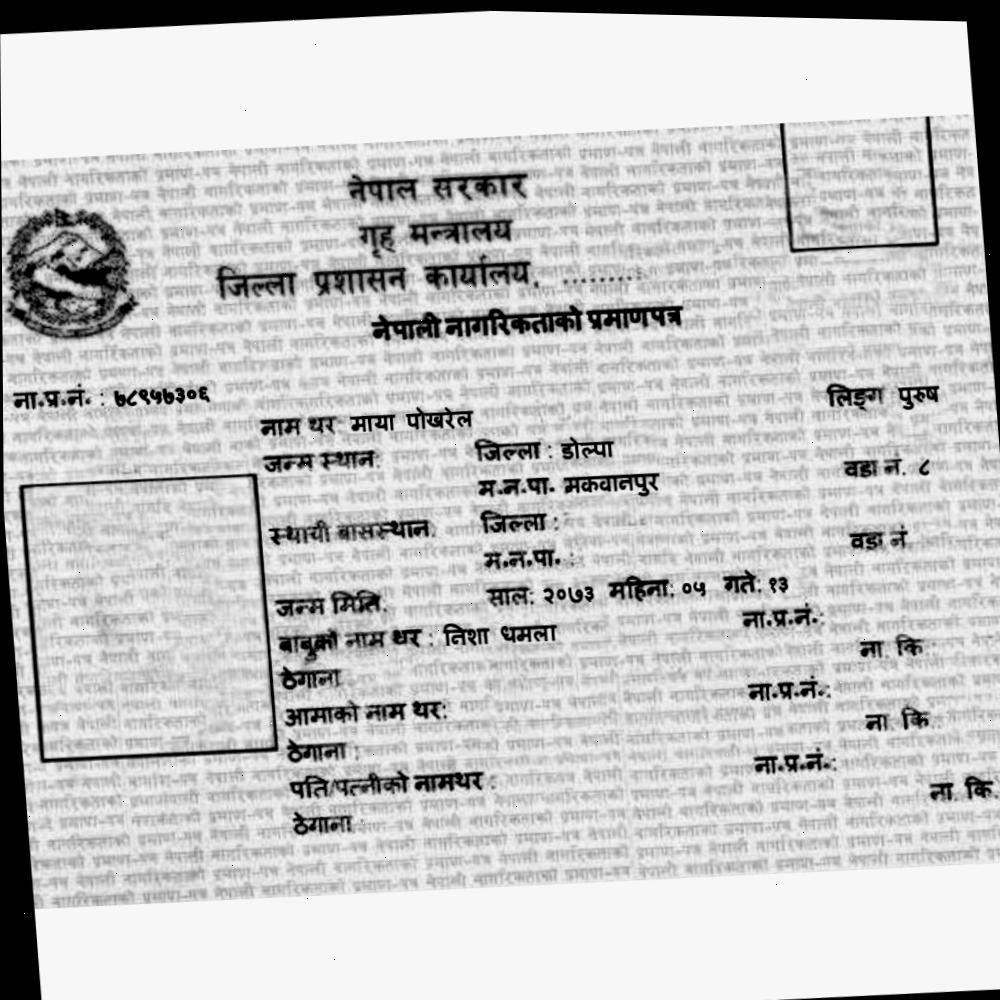 नेपाल सरकार
गृह मन्त्रालय
जिल्ला प्रशासन कार्यालय, .........
नेपाली नागरिकताको प्रमाणपत्र
ना.प्र.नं. : ७८९५७३०६
लिङ्ग पुरुष
नाम थर माया पोखरेल
जन्म स्थान: जिल्ला : डोल्पा
म.न.पा. मकवानपुर वडा नं. ८
स्थायी बासस्थान: जिल्ला :
म.न.पा. : वडा नं.
जन्म मिति: साल: २०७३ महिना: ०५ गते: १३
बाबुको नाम थर : निशा धमला ना.प्र.नं.:
ठेगाना ना. कि :
आमाको नाम थर: ना.प्र.नं.:
ठेगाना : ना. कि :
पति/पत्नीको नामथर : ना.प्र.नं.:
ठेगाना : ना. कि.